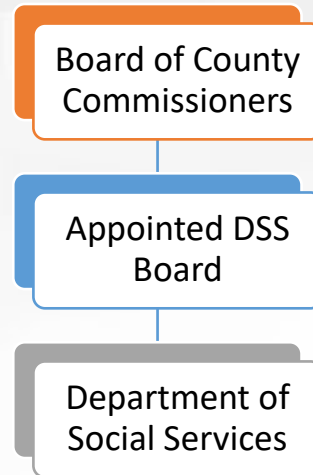 Board of County
Commissioners
Appointed DSS
Board
Department of
Social Services